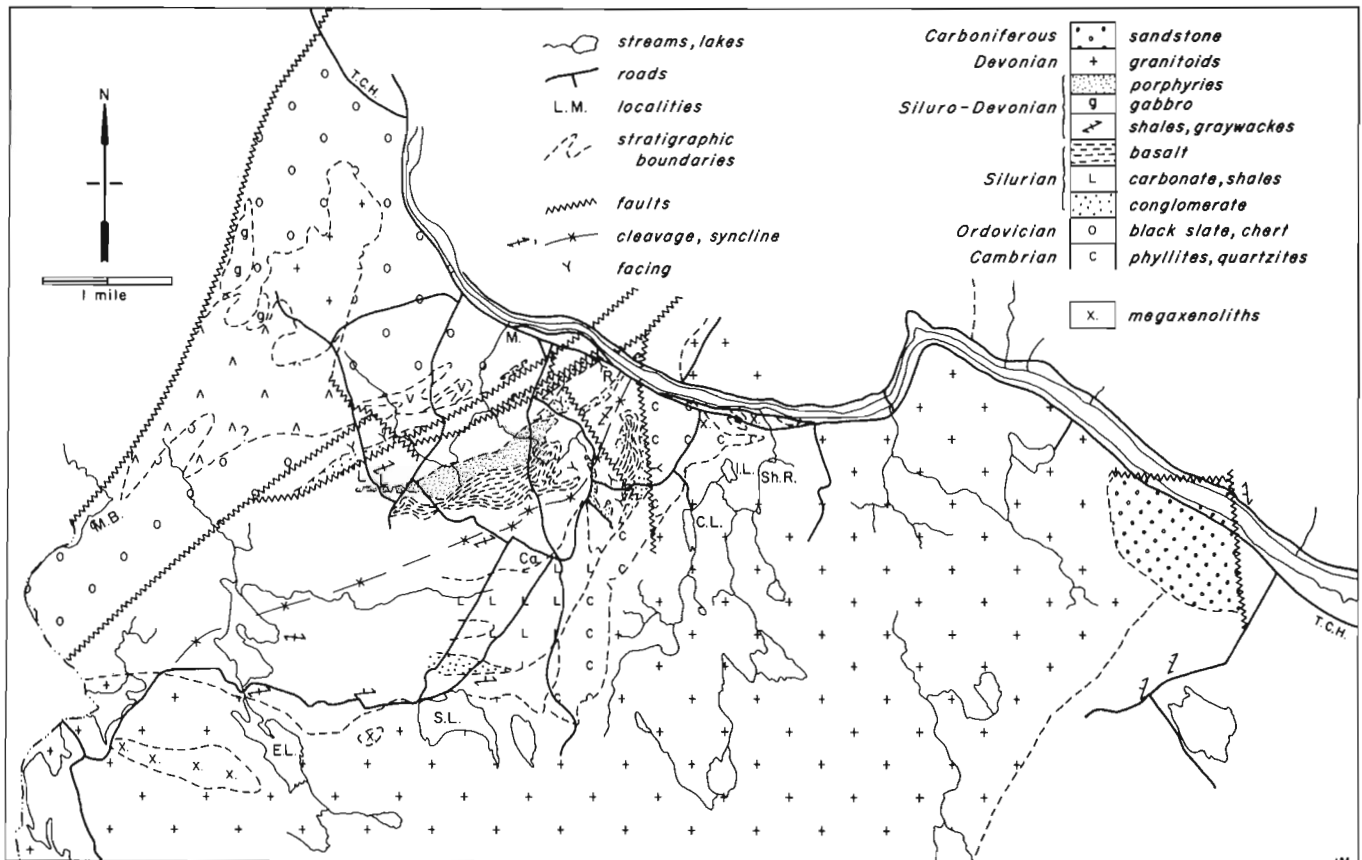 streams, lakes
roads
L.M. localities
stratigraphic
boundaries
faults
cleavage, syncline
Y facing
Carboniferous sandstone
Devonian + granitoids
porphyries
Siluro-Devonian g gabbro
shales, graywackes
basalt
Silurian L carbonate, shales
conglomerate
Ordovician o black slate, chert
Cambrian c phyllites, quartzites
x. megaxenoliths
N
1 mile
T.C.H.
g
g
g
M.
R.
M.B.
I.L.
Sh.R.
C.L.
Ca.
S.L.
E.L.
T.C.H.